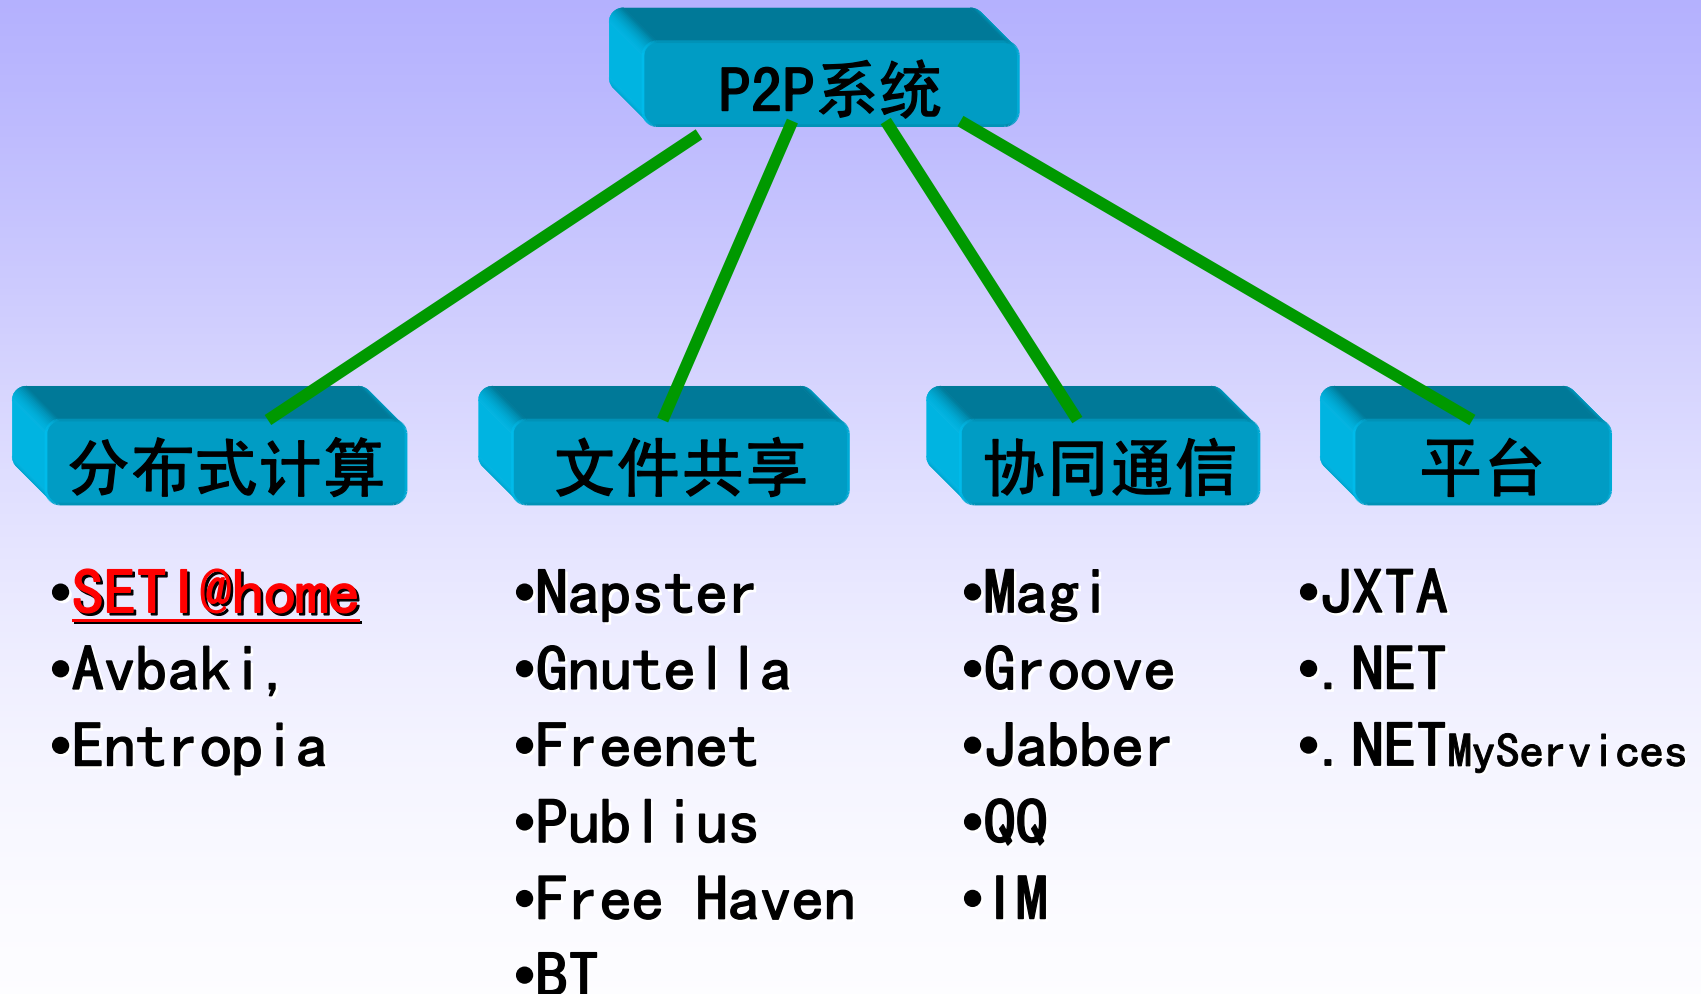 P2P系统
分布式计算
文件共享
协同通信
平台
•SETI@home
•Avbaki,
•Entropia
•Napster
•Gnutella
•Freenet
•Publius
•Free Haven
•BT
•Magi
•Groove
•Jabber
•QQ
•IM
•JXTA
•.NET
•.NETMyServices